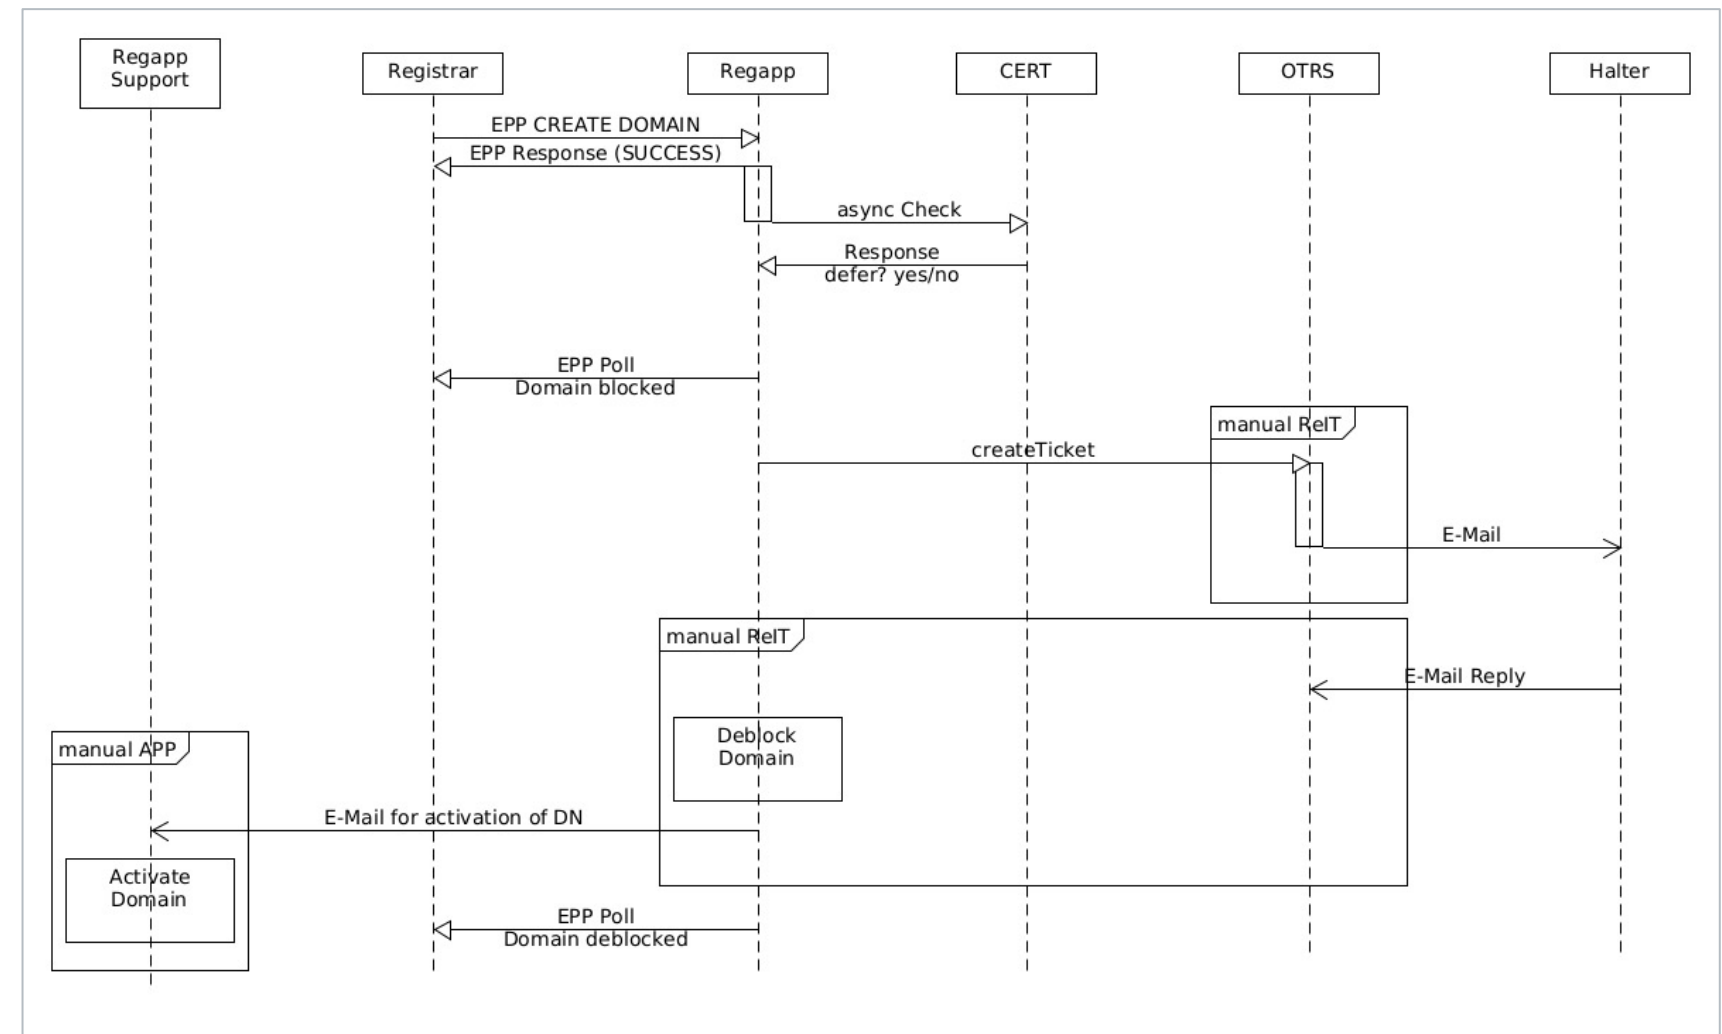 Regapp
Support
Registrar
Regapp
CERT
OTRS
Halter
EPP CREATE DOMAIN
EPP Response (SUCCESS)
async Check
Response
defer? yes/no
EPP Poll
Domain blocked
manual ReIT
createTicket
E-Mail
manual ReIT
E-Mail Reply
Deblock
Domain
manual APP
E-Mail for activation of DN
Activate
Domain
EPP Poll
Domain deblocked